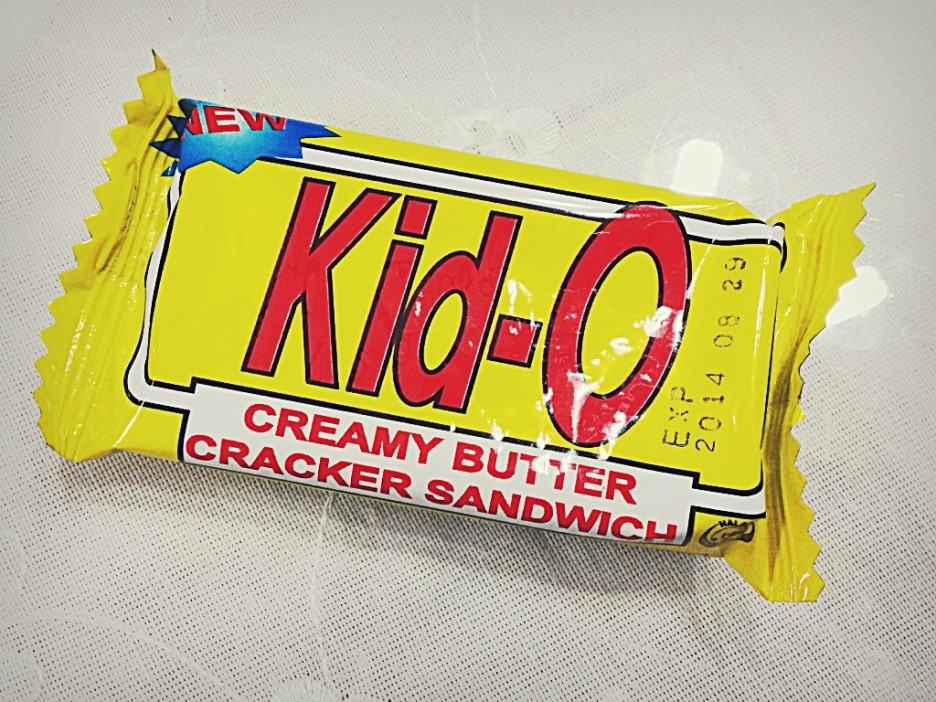 NEW
Kid-O
CREAMY BUTTER
CRACKER SANDWICH
EXP
2014 08 29